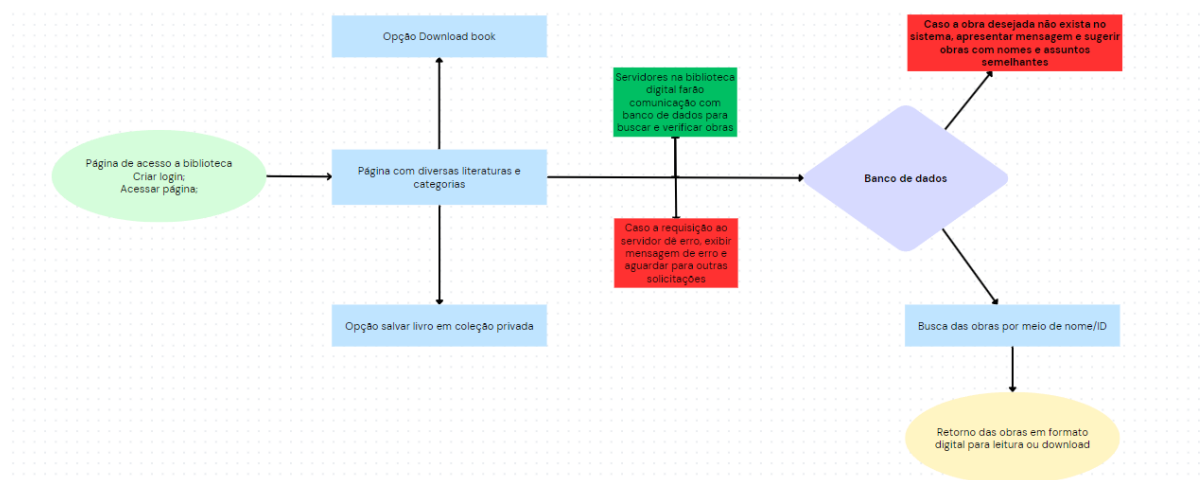 Opção Download book
Caso a obra desejada não exista no
sistema, apresentar mensagem e sugerir
obras com nomes e assuntos
semelhantes
Servidores na biblioteca
digital farão
comunicação com
banco de dados para
buscar e verificar obras
Página de acesso a biblioteca
Criar login;
Acessar página;
Página com diversas literaturas e
categorias
Banco de dados
Caso a requisição ao
servidor dê erro, exibir
mensagem de erro e
aguardar para outras
solicitações
Opção salvar livro em coleção privada
Busca das obras por meio de nome/ID
Retorno das obras em formato
digital para leitura ou download